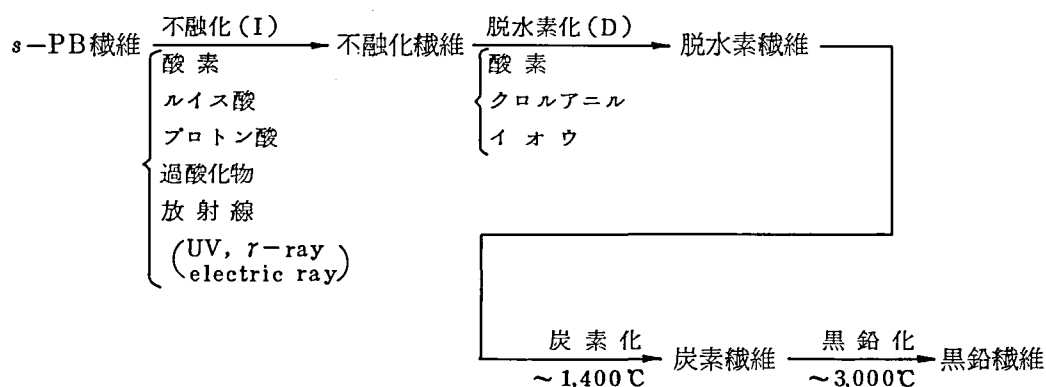 s-PB繊維 不融化(I) 不融化繊維 脱水素化(D) 脱水素繊維
酸素 酸素
ルイス酸 クロルアニル
プロトン酸 イオウ
過酸化物
放射線
(UV, γ-ray
electric ray)
炭素化 炭素繊維 黒鉛化 黒鉛繊維
~1,400℃ ~3,000℃